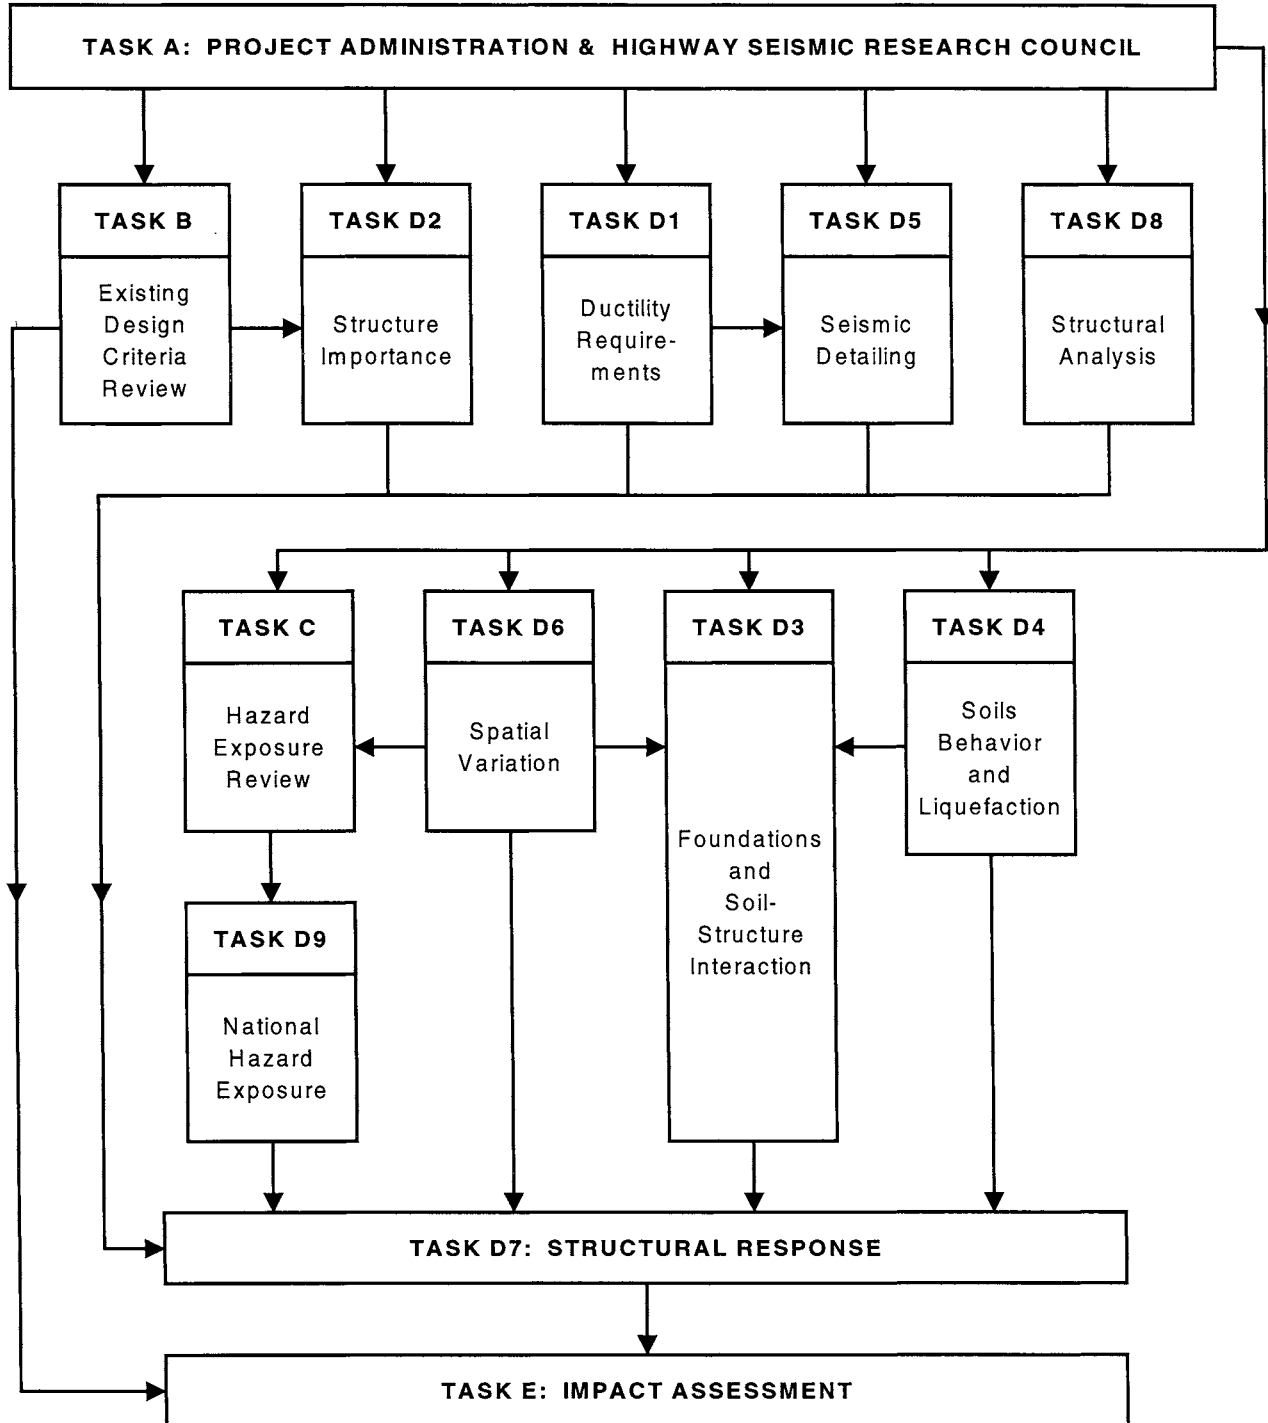 TASK A: PROJECT ADMINISTRATION & HIGHWAY SEISMIC RESEARCH COUNCIL
TASK B
Existing
Design
Criteria
Review
TASK D2
Structure
Importance
TASK D1
Ductility
Require-
ments
TASK D5
Seismic
Detailing
TASK D8
Structural
Analysis
TASK C
Hazard
Exposure
Review
TASK D6
Spatial
Variation
TASK D3
Foundations
and
Soil-
Structure
Interaction
TASK D4
Soils
Behavior
and
Liquefaction
TASK D9
National
Hazard
Exposure
TASK D7: STRUCTURAL RESPONSE
TASK E: IMPACT ASSESSMENT